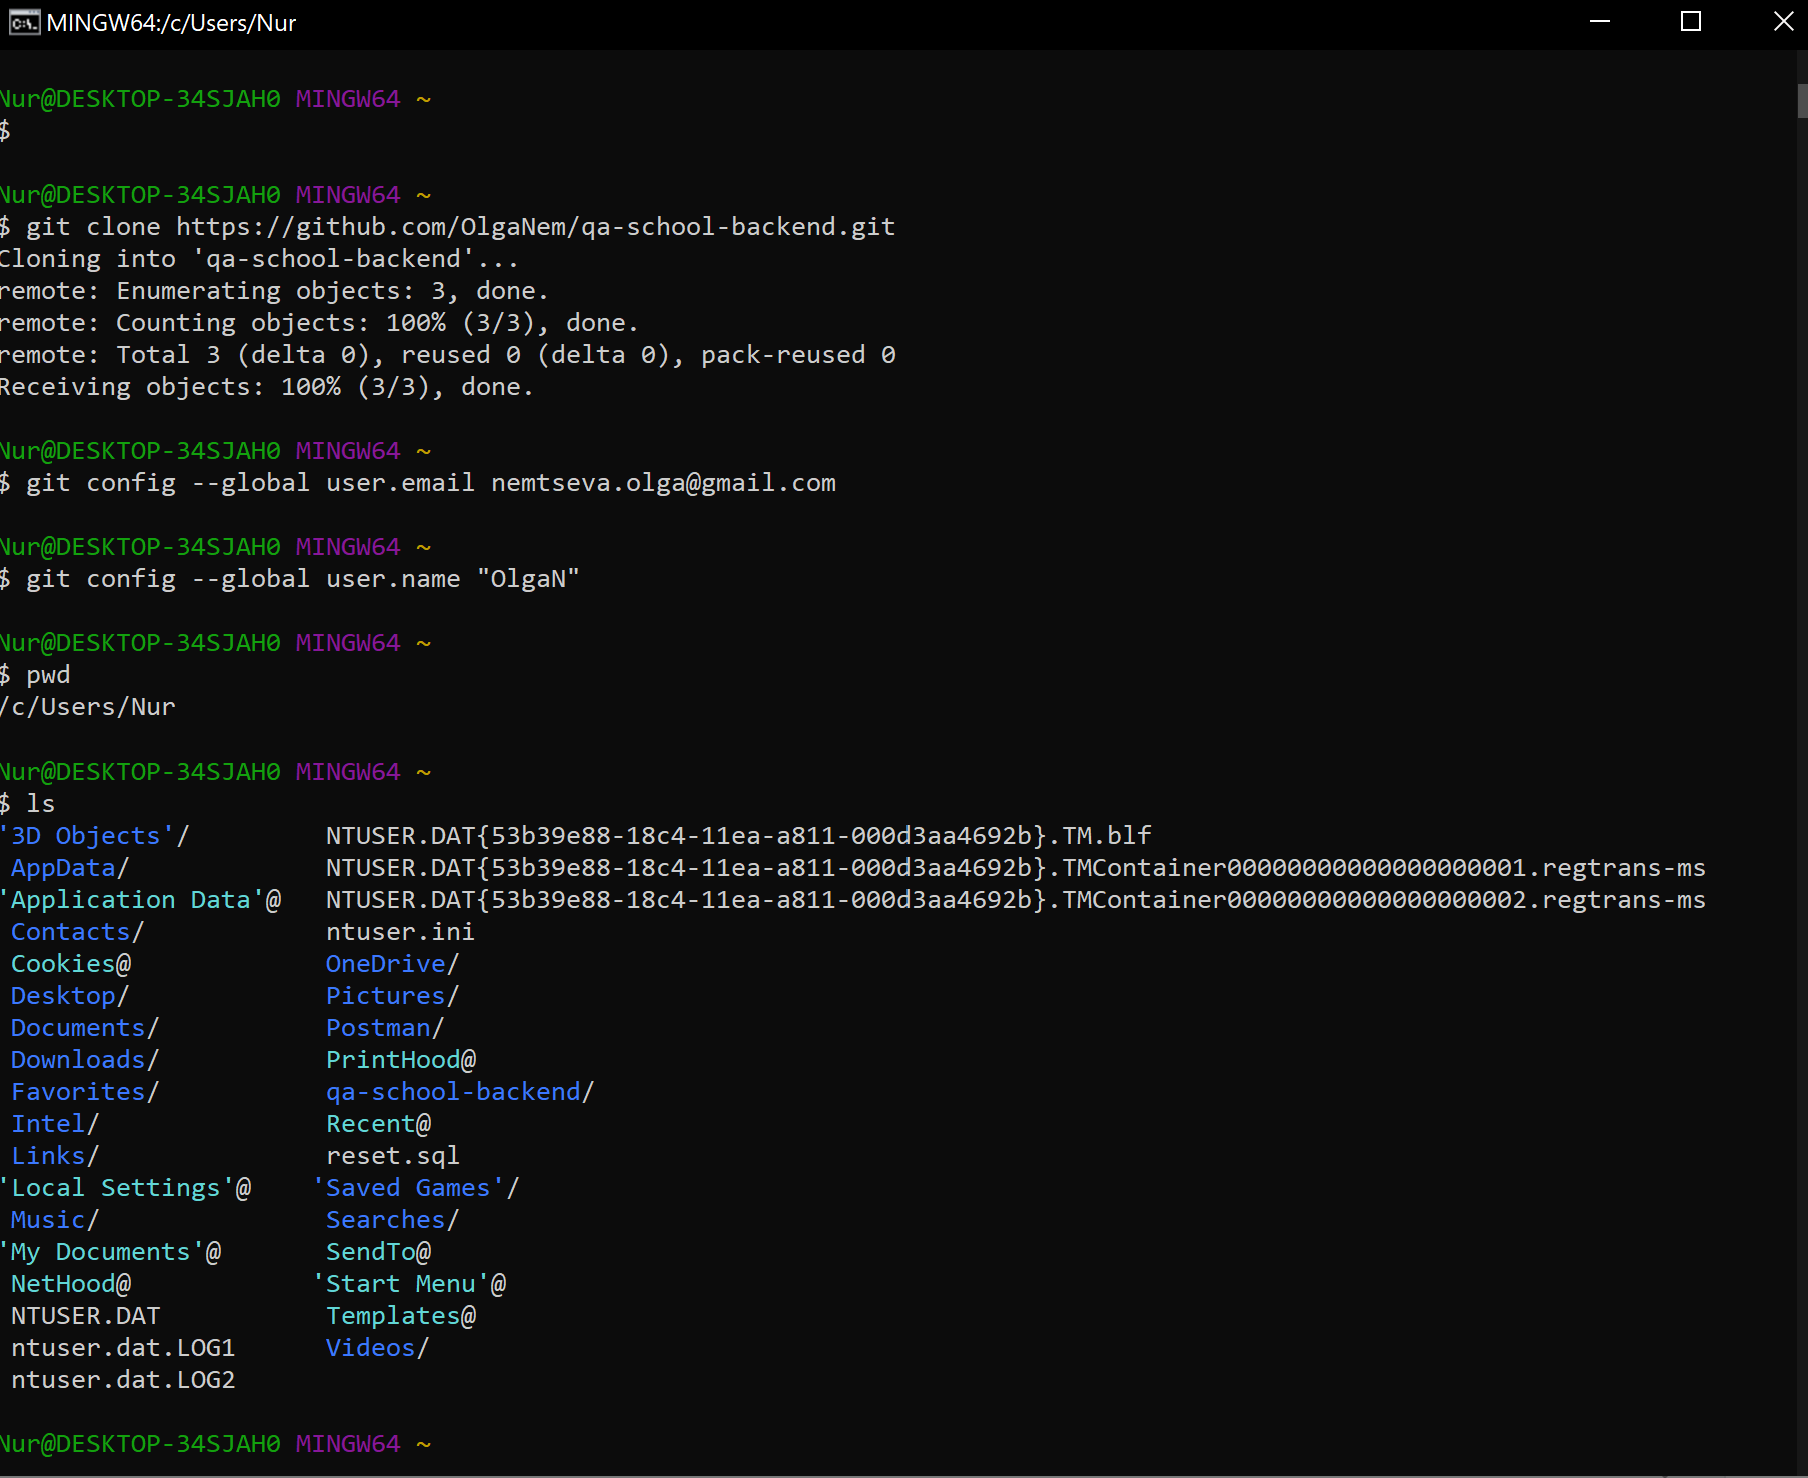 MINGW64:/c/Users/Nur
Nur@DESKTOP-34SJAH0 MINGW64 ~
$
Nur@DESKTOP-34SJAH0 MINGW64 ~
$ git clone https://github.com/OlgaNem/qa-school-backend.git
Cloning into 'qa-school-backend'...
remote: Enumerating objects: 3, done.
remote: Counting objects: 100% (3/3), done.
remote: Total 3 (delta 0), reused 0 (delta 0), pack-reused 0
Receiving objects: 100% (3/3), done.
Nur@DESKTOP-34SJAH0 MINGW64 ~
$ git config --global user.email nemtseva.olga@gmail.com
Nur@DESKTOP-34SJAH0 MINGW64 ~
$ git config --global user.name "OlgaN"
Nur@DESKTOP-34SJAH0 MINGW64 ~
$ pwd
/c/Users/Nur
Nur@DESKTOP-34SJAH0 MINGW64 ~
$ ls
'3D Objects'/ NTUSER.DAT{53b39e88-18c4-11ea-a811-000d3aa4692b}.TM.blf
AppData/ NTUSER.DAT{53b39e88-18c4-11ea-a811-000d3aa4692b}.TMContainer00000000000000000001.regtrans-ms
'Application Data'@ NTUSER.DAT{53b39e88-18c4-11ea-a811-000d3aa4692b}.TMContainer00000000000000000002.regtrans-ms
Contacts/ ntuser.ini
Cookies@ OneDrive/
Desktop/ Pictures/
Documents/ Postman/
Downloads/ PrintHood@
Favorites/ qa-school-backend/
Intel/ Recent@
Links/ reset.sql
'Local Settings'@ 'Saved Games'/
Music/ Searches/
'My Documents'@ SendTo@
NetHood@ 'Start Menu'@
NTUSER.DAT Templates@
ntuser.dat.LOG1 Videos/
ntuser.dat.LOG2
Nur@DESKTOP-34SJAH0 MINGW64 ~